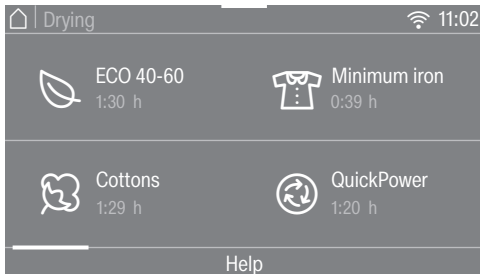 Drying 11:02
ECO 40-60
1:30 h
Minimum iron
0:39 h
Cottons
1:29 h
QuickPower
1:20 h
Help